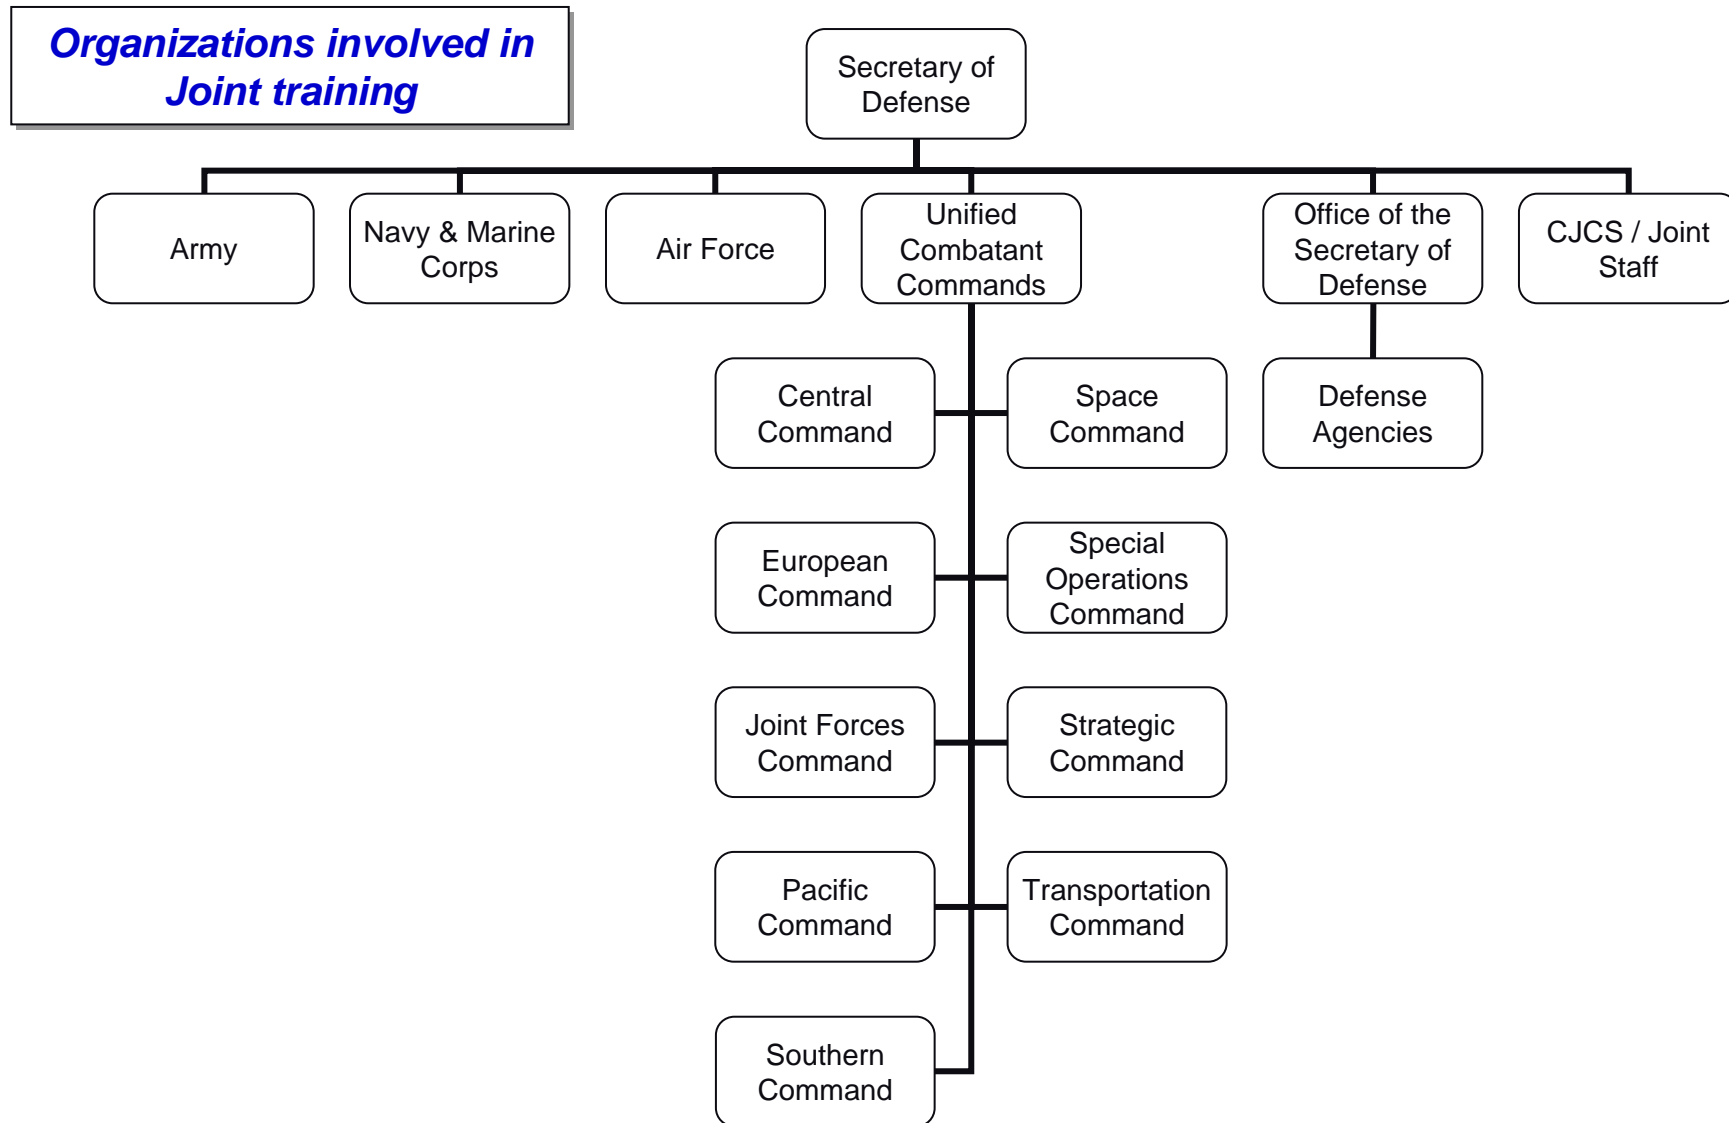 Organizations involved in
Joint training
Secretary of
Defense
Army
Navy & Marine
Corps
Air Force
Unified
Combatant
Commands
Office of the
Secretary of
Defense
CJCS / Joint
Staff
Central
Command
Space
Command
Defense
Agencies
European
Command
Special
Operations
Command
Joint Forces
Command
Strategic
Command
Pacific
Command
Transportation
Command
Southern
Command